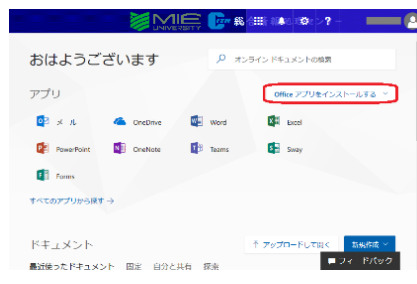 MIE
UNIVERSITY
?
おはようございます
オンライン ドキュメントの検索
アプリ
Office アプリをインストールする
メール
OneDrive
Word
Excel
PowerPoint
OneNote
Teams
Sway
Forms
すべてのアプリから探す →
ドキュメント
↑ アップロードして開く
新規作成
最近使ったドキュメント 固定 自分と共有 探索
フィードバック